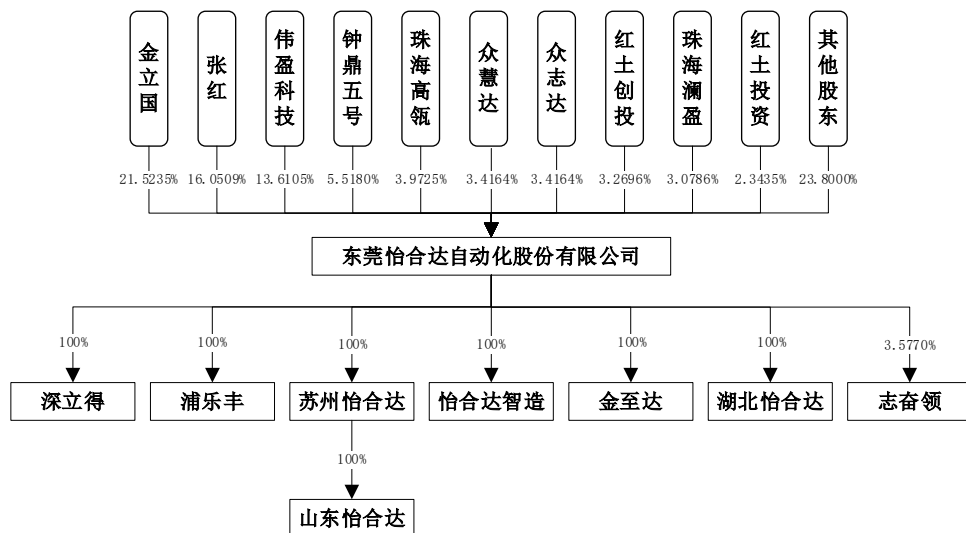 金立国
张红
伟盈科技
钟鼎五号
珠海高瓴
众慧达
众志达
红土创投
珠海澜盈
红土投资
其他股东
21.5235%
16.0509%
13.6105%
5.5180%
3.9725%
3.4164%
3.4164%
3.2696%
3.0786%
2.3435%
23.8000%
东莞怡合达自动化股份有限公司
100%
100%
100%
100%
100%
100%
3.5770%
深立得
浦乐丰
苏州怡合达
怡合达智造
金至达
湖北怡合达
志奋领
100%
山东怡合达